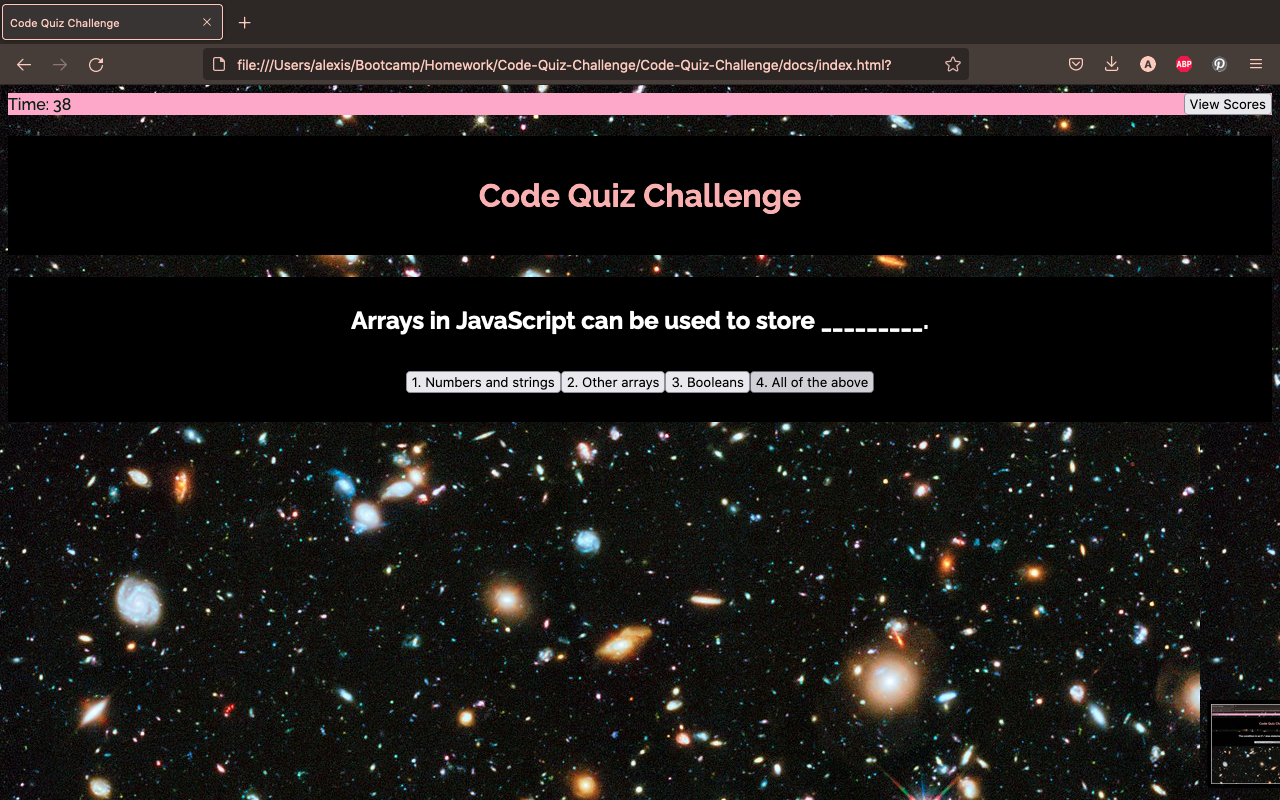 Code Quiz Challenge
file:///Users/alexis/Bootcamp/Homework/Code-Quiz-Challenge/Code-Quiz-Challenge/docs/index.html?
A
ABP
Time: 38
View Scores
Code Quiz Challenge
Arrays in JavaScript can be used to store _________.
1. Numbers and strings 2. Other arrays 3. Booleans 4. All of the above